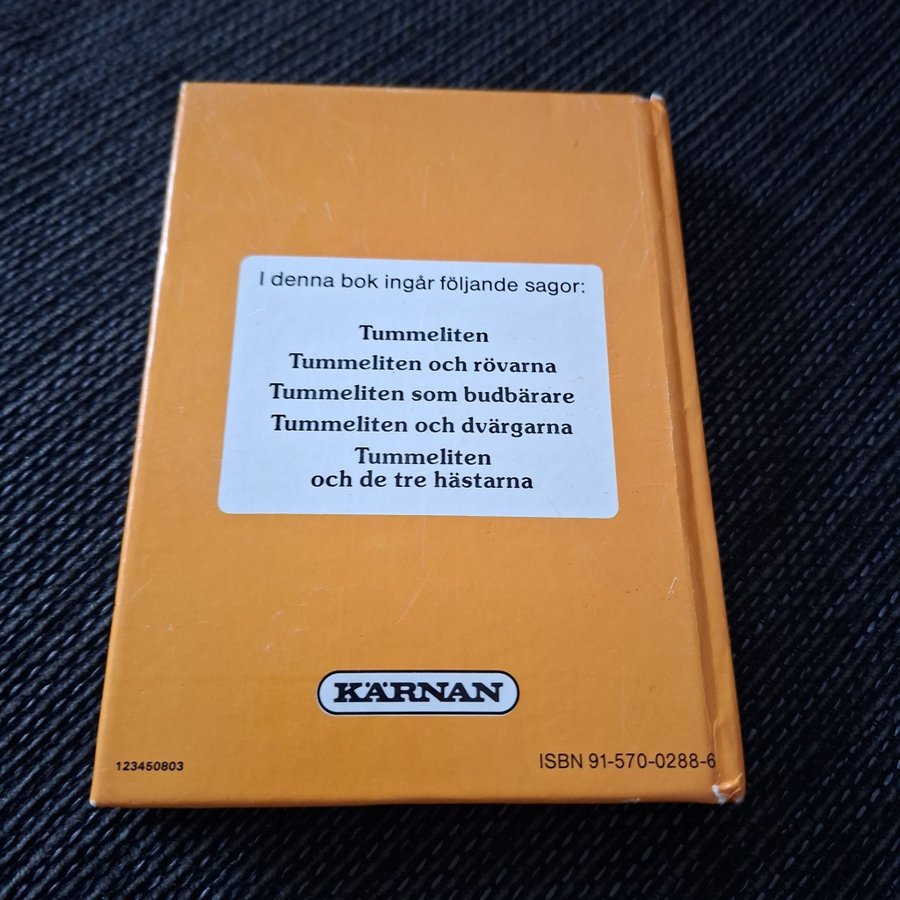 I denna bok ingår följande sagor:
Tummeliten
Tummeliten och rövarna
Tummeliten som budbärare
Tummeliten och dvärgarna
Tummeliten
och de tre hästarna
KÄRNAN
123450803
ISBN 91-570-0288-6